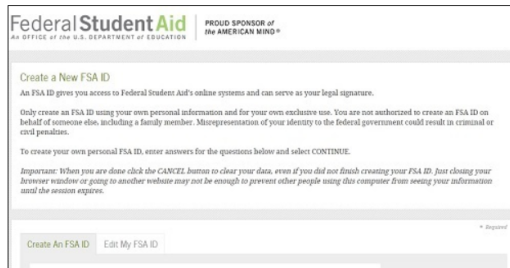 Federal Student Aid
An OFFICE of the U.S. DEPARTMENT of EDUCATION
PROUD SPONSOR of
the AMERICAN MIND®
Create a New FSA ID
An FSA ID gives you access to Federal Student Aid's online systems and can serve as your legal signature.
Only create an FSA ID using your own personal information and for your own exclusive use. You are not authorized to create an FSA ID on
behalf of someone else, including a family member. Misrepresentation of your identity to the federal government could result in criminal or
civil penalties.
To create your own personal FSA ID, enter answers for the questions below and select CONTINUE.
Important: When you are done click the CANCEL button to clear your data, even if you did not finish creating your FSA ID. Just closing your
browser window or going to another website may not be enough to prevent other people using this computer from seeing your information
until the session expires.
* Required
Create An FSA ID
Edit My FSA ID